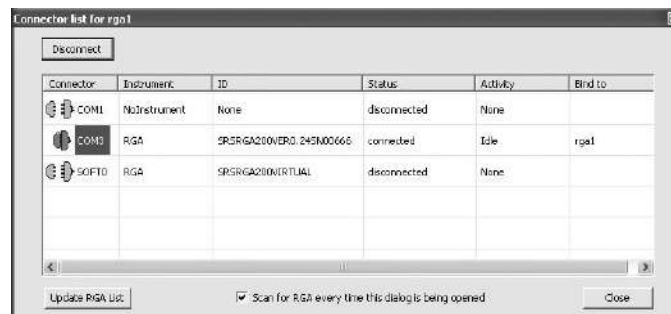 Connector list for rga1
Disconnect
Connector Instrument ID Status Activity Bind to
COM1 NoInstrument None disconnected None
COM3 RGA SRSRGA200VER0.245N00666 connected Idle rga1
SOFT0 RGA SRSRGA200VIRTUAL disconnected None
Update RGA List Scan for RGA every time this dialog is being opened Close